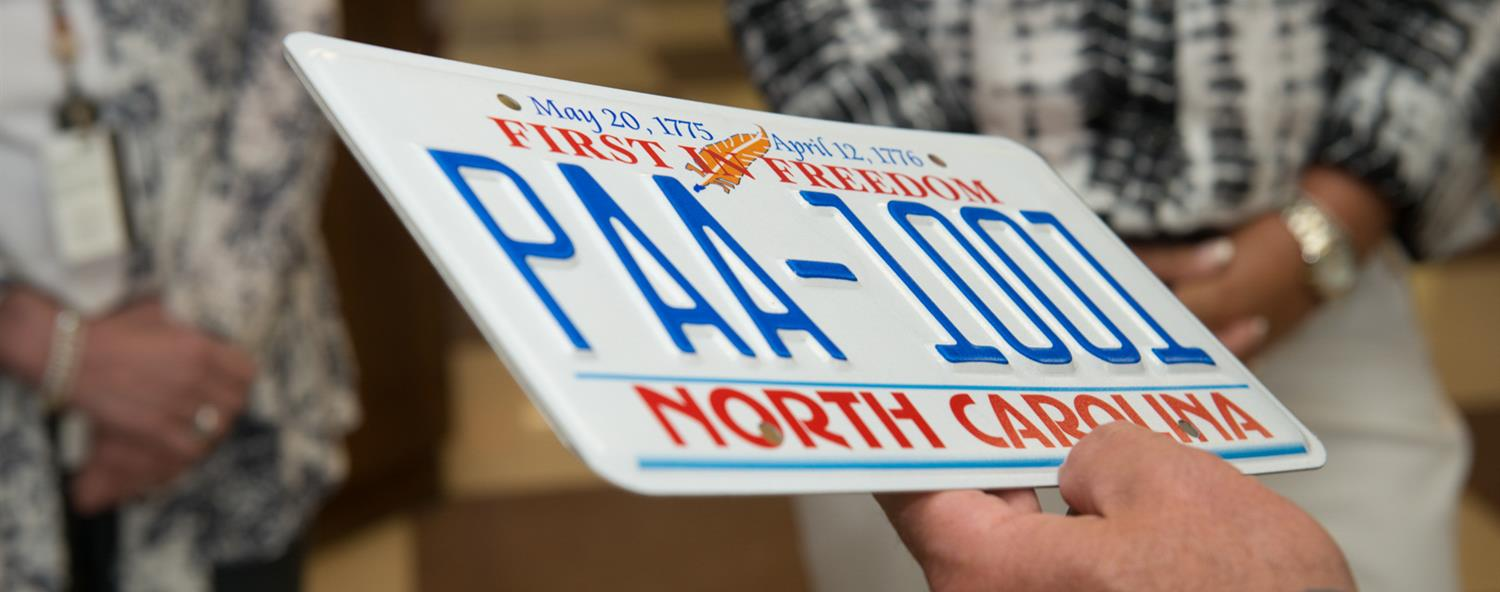 May 20, 1775 April 12, 1776
FIRST IN FREEDOM
PAA-1001
NORTH CAROLINA